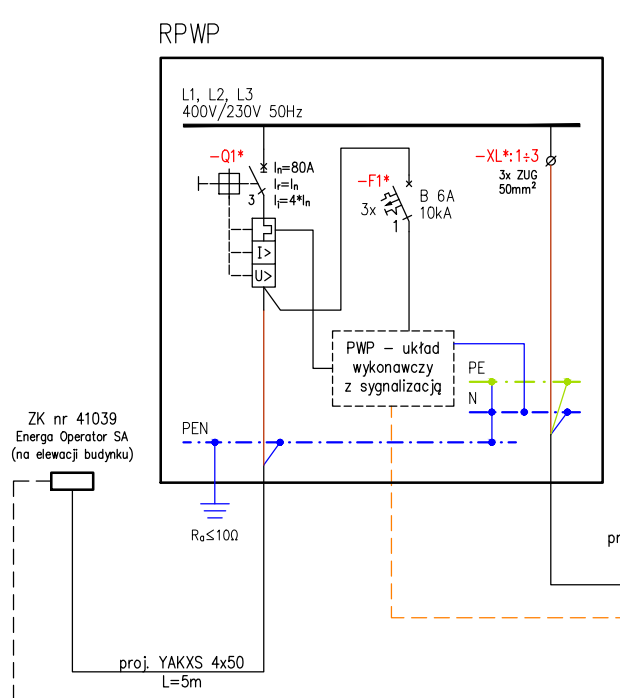 RPWP
L1, L2, L3
400V/230V 50Hz
-Q1*
In=80A
Ir=In
Ii=4*In
3
I>
U>
-F1*
3x
B 6A
10kA
1
-XL*:1÷3
3x ZUG
50mm²
PWP – układ
wykonawczy
z sygnalizacją
PE
N
PEN
Ra≤10Ω
ZK nr 41039
Energa Operator SA
(na elewacji budynku)
proj. YAKXS 4x50
L=5m
pr